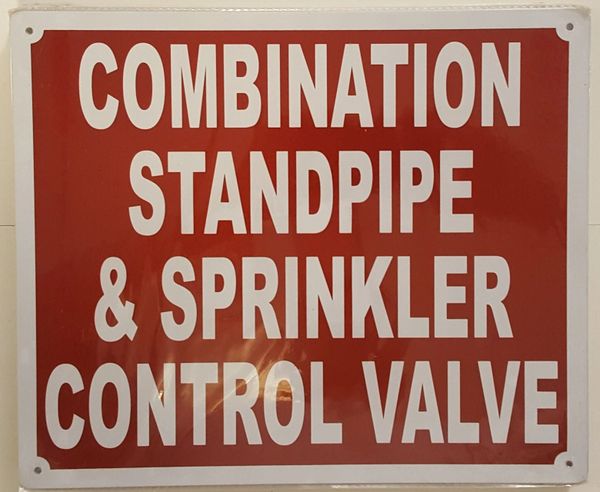 COMBINATION
STANDPIPE
& SPRINKLER
CONTROL VALVE